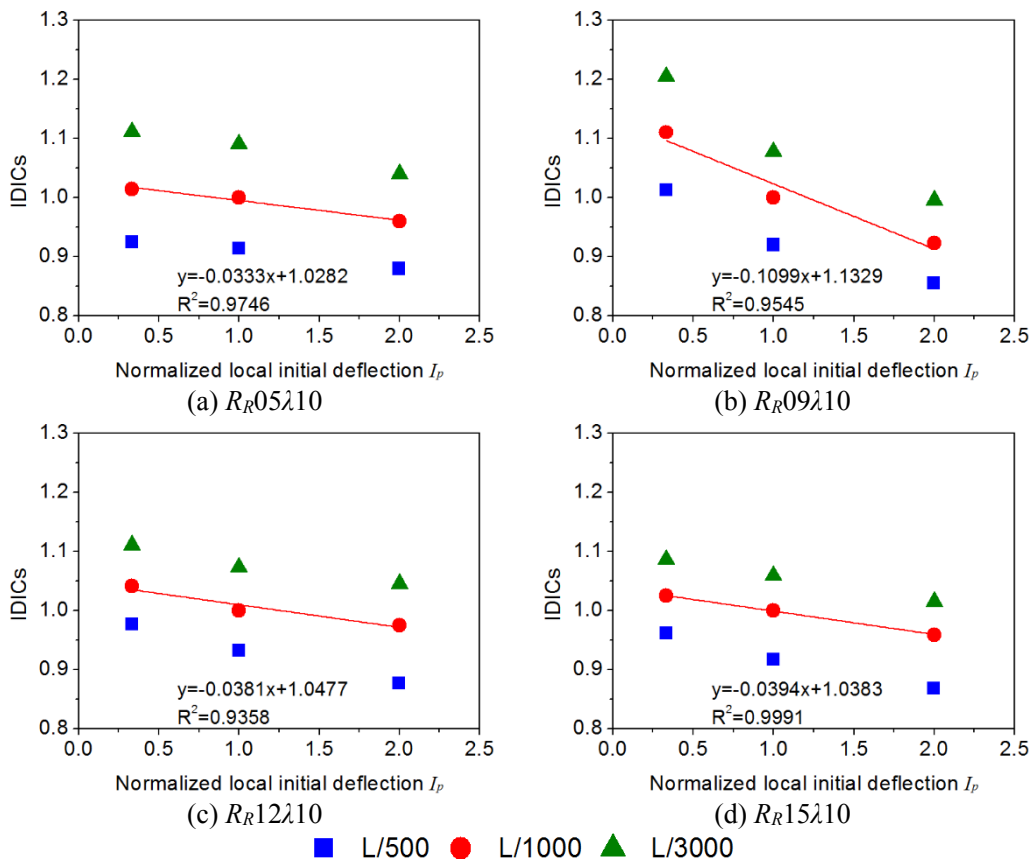 1.3
1.2
1.1
1.0
0.9
0.8
IDICs
y=-0.0333x+1.0282
R²=0.9746
0.0 0.5 1.0 1.5 2.0 2.5
Normalized local initial deflection Iₚ
(a) R_R05λ10
1.3
1.2
1.1
1.0
0.9
0.8
IDICs
y=-0.1099x+1.1329
R²=0.9545
0.0 0.5 1.0 1.5 2.0 2.5
Normalized local initial deflection Iₚ
(b) R_R09λ10
1.3
1.2
1.1
1.0
0.9
0.8
IDICs
y=-0.0381x+1.0477
R²=0.9358
0.0 0.5 1.0 1.5 2.0 2.5
Normalized local initial deflection Iₚ
(c) R_R12λ10
1.3
1.2
1.1
1.0
0.9
0.8
IDICs
y=-0.0394x+1.0383
R²=0.9991
0.0 0.5 1.0 1.5 2.0 2.5
Normalized local initial deflection Iₚ
(d) R_R15λ10
L/500 L/1000 L/3000